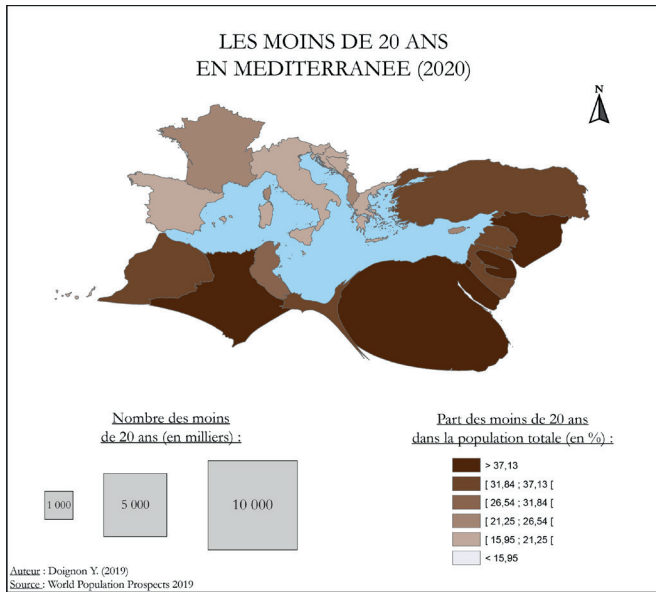 LES MOINS DE 20 ANS
EN MEDITERRANEE (2020)
N
Nombre des moins
de 20 ans (en milliers) :
1 000
5 000
10 000
Part des moins de 20 ans
dans la population totale (en %) :
> 37,13
[ 31,84 ; 37,13 [
[ 26,54 ; 31,84 [
[ 21,25 ; 26,54 [
[ 15,95 ; 21,25 [
< 15,95
Auteur : Doignon Y. (2019)
Source : World Population Prospects 2019